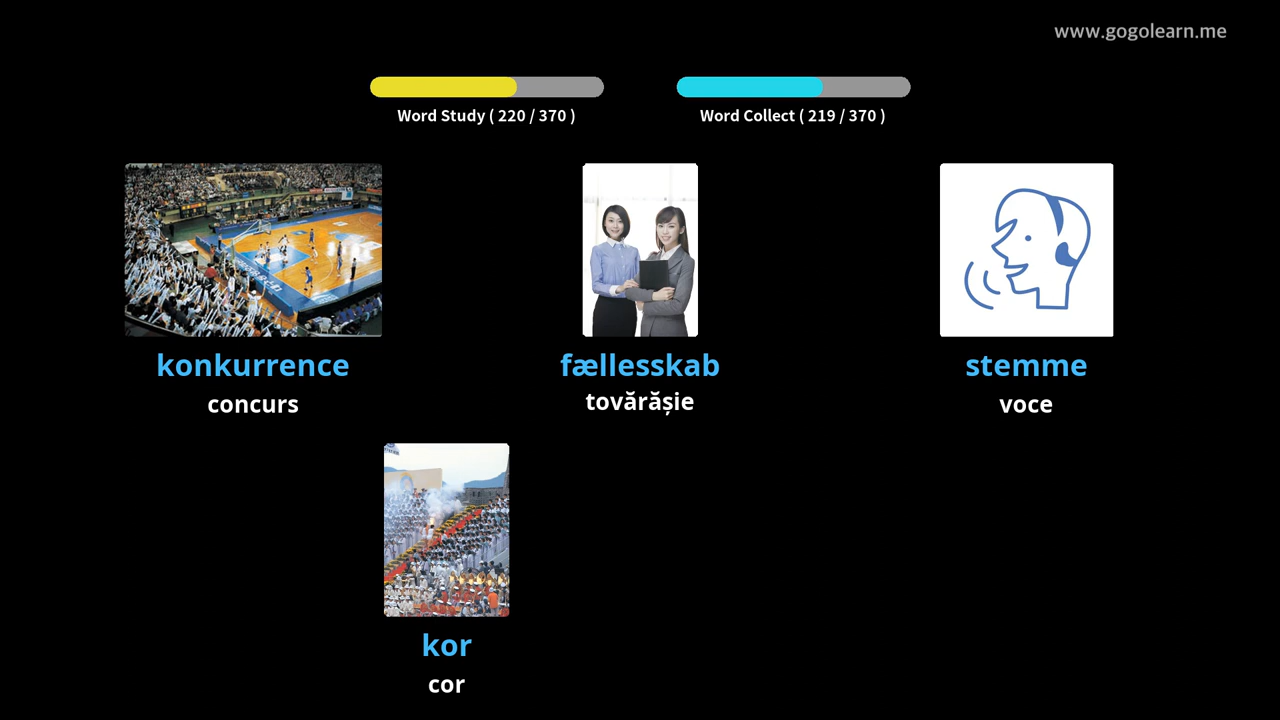 www.gogolearn.me
Word Study ( 220 / 370 )
Word Collect ( 219 / 370 )
konkurrence
concurs
fællesskab
tovărășie
stemme
voce
kor
cor